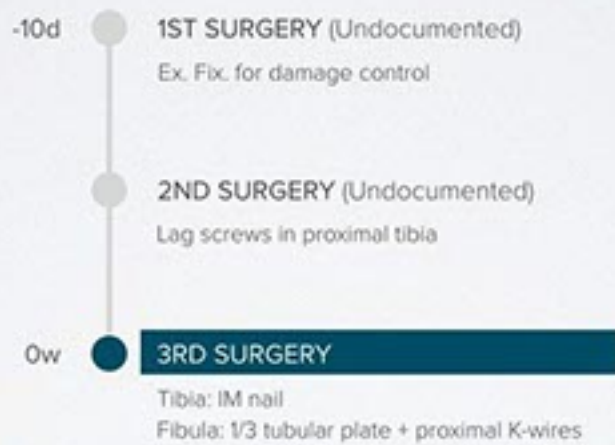 -10d 1ST SURGERY (Undocumented)
Ex. Fix. for damage control
2ND SURGERY (Undocumented)
Lag screws in proximal tibia
0w 3RD SURGERY
Tibia: IM nail
Fibula: 1/3 tubular plate + proximal K-wires